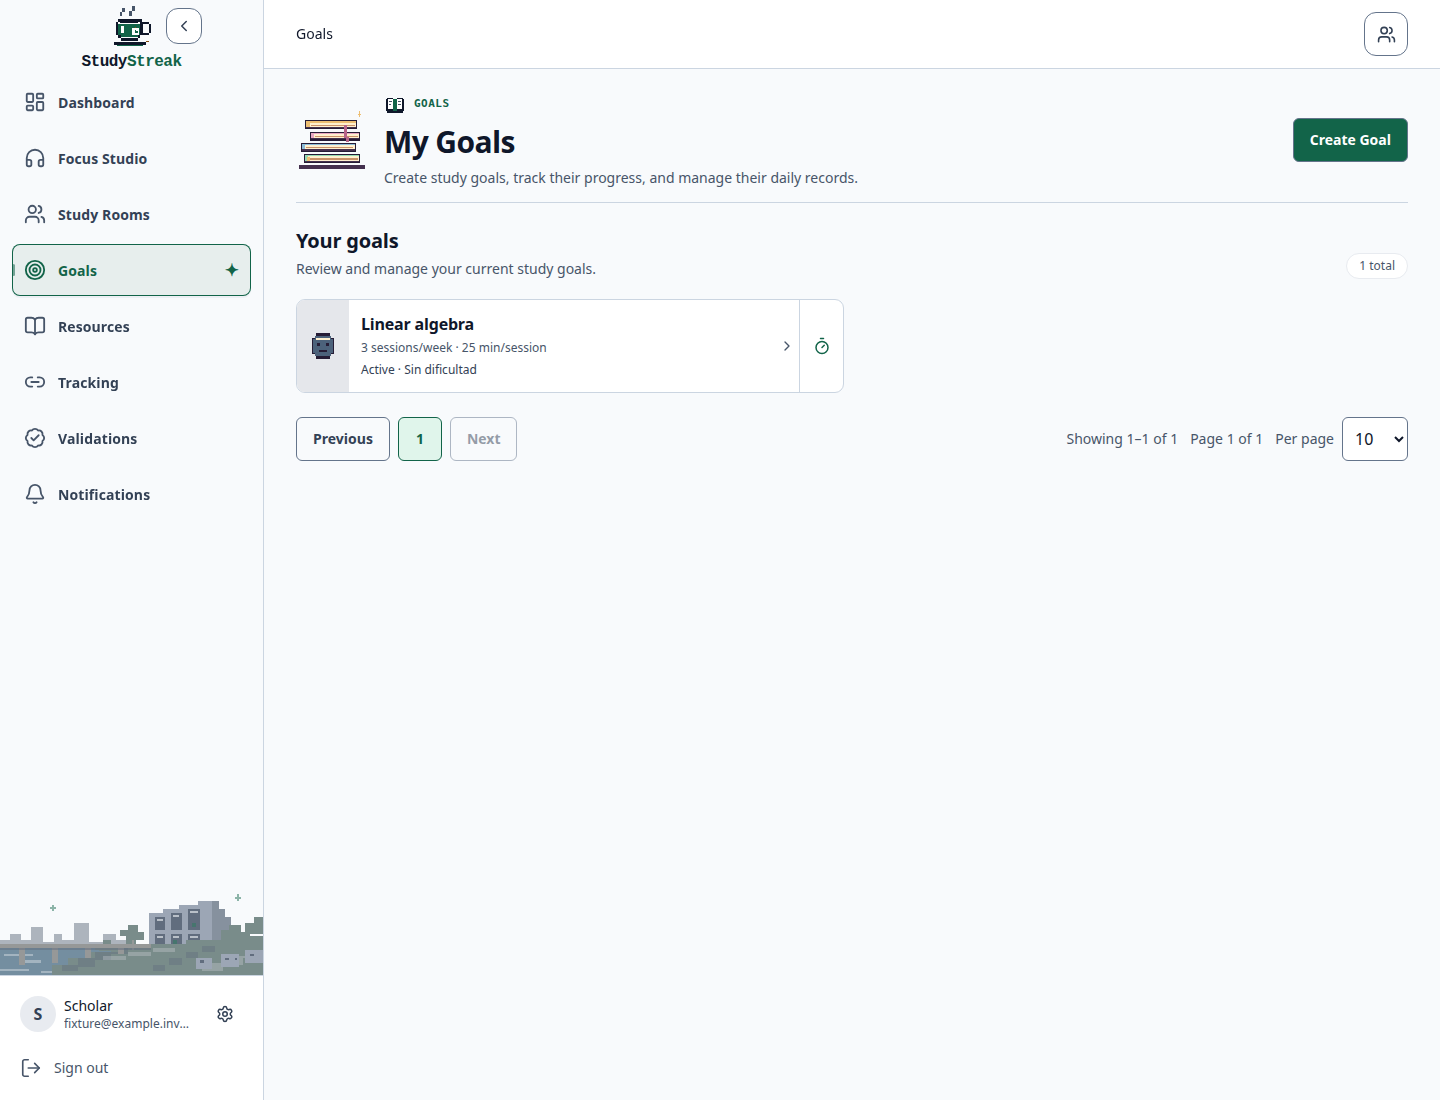 StudyStreak
Dashboard
Focus Studio
Study Rooms
Goals
Resources
Tracking
Validations
Notifications
S
Scholar
fixture@example.inv...
Sign out
Goals
GOALS
My Goals
Create study goals, track their progress, and manage their daily records.
Create Goal
Your goals
Review and manage your current study goals.
1 total
Linear algebra
3 sessions/week · 25 min/session
Active · Sin dificultad
Previous
1
Next
Showing 1–1 of 1
Page 1 of 1
Per page
10